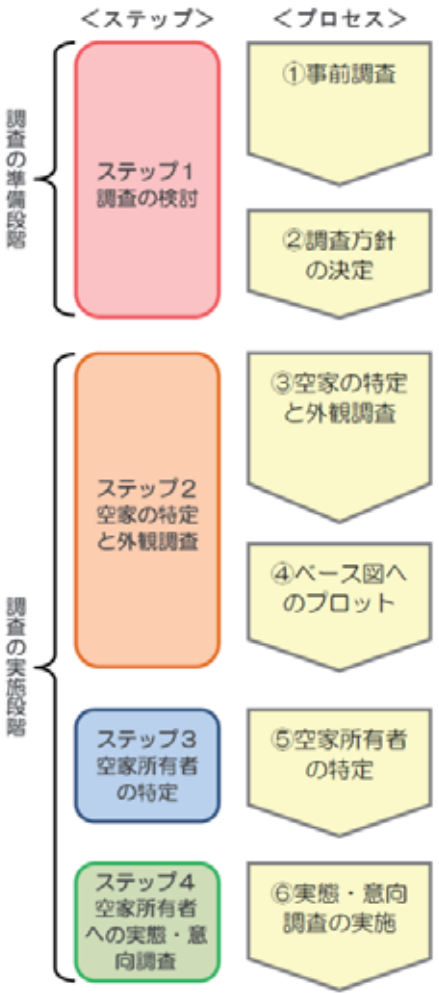 ＜ステップ＞
＜プロセス＞
調査の準備段階
ステップ1
調査の検討
①事前調査
②調査方針
の決定
調査の実施段階
ステップ2
空家の特定
と外観調査
③空家の特定
と外観調査
④ベース図へ
のプロット
ステップ3
空家所有者
の特定
⑤空家所有者
の特定
ステップ4
空家所有者
への実態・意
向調査
⑥実態・意向
調査の実施